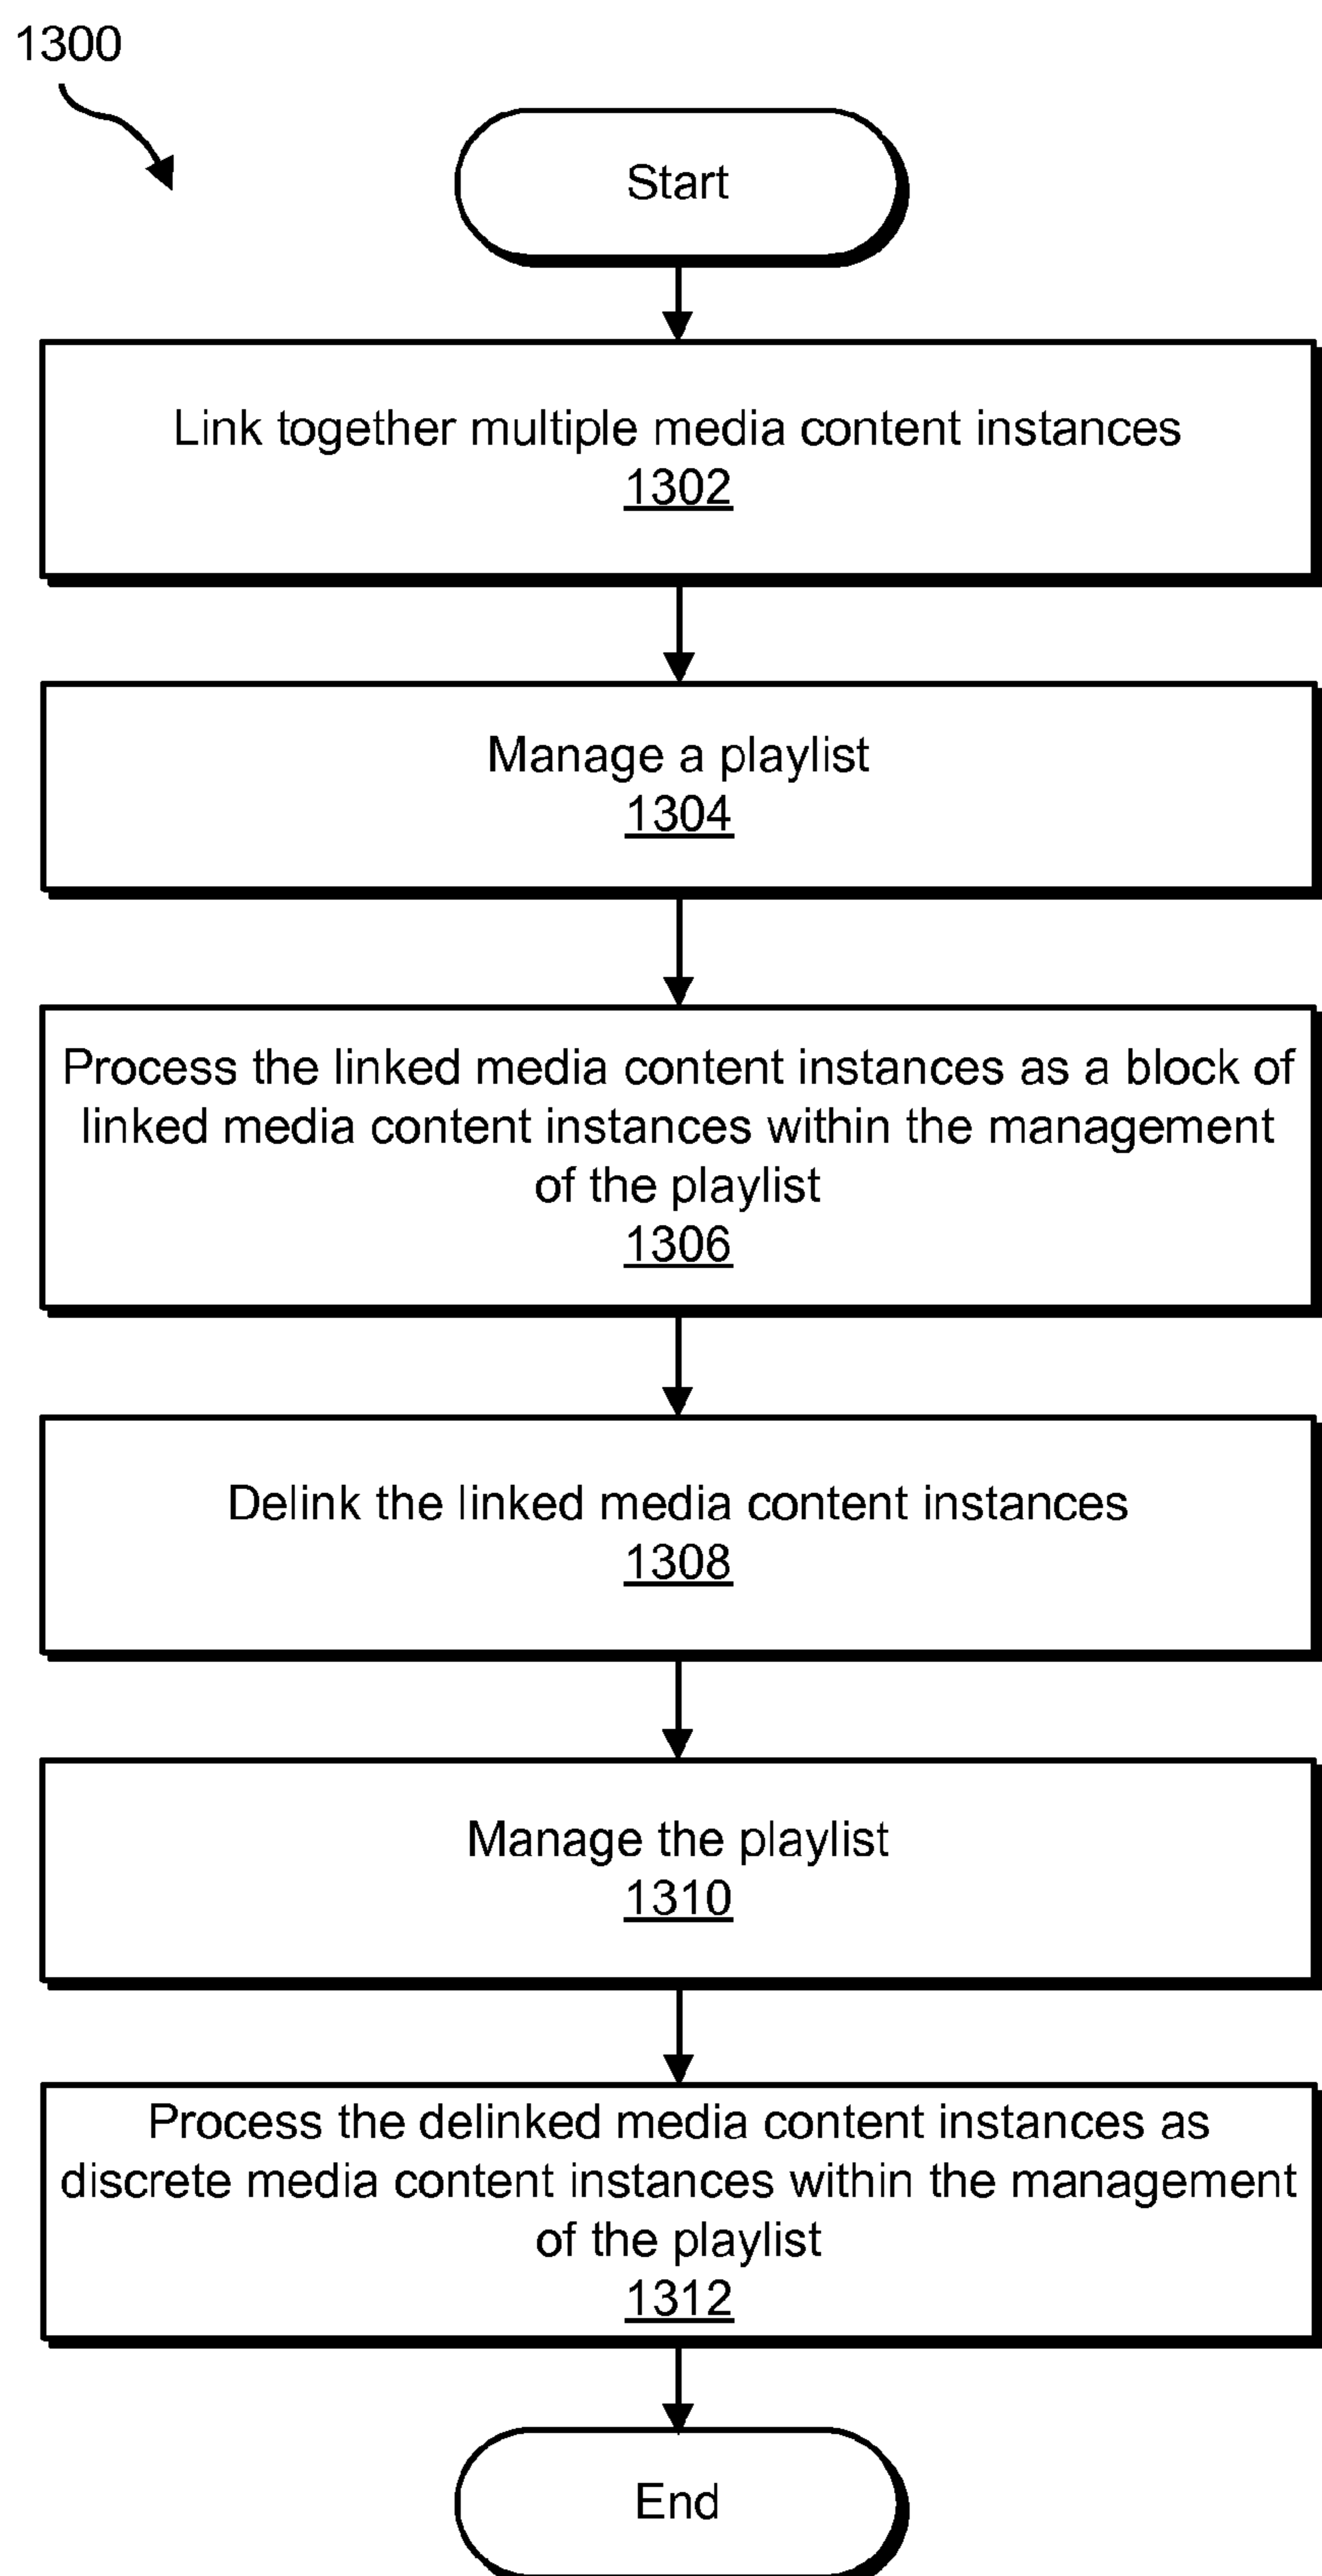 1300
Start
Link together multiple media content instances
1302
Manage a playlist
1304
Process the linked media content instances as a block of
linked media content instances within the management
of the playlist
1306
Delink the linked media content instances
1308
Manage the playlist
1310
Process the delinked media content instances as
discrete media content instances within the management
of the playlist
1312
End